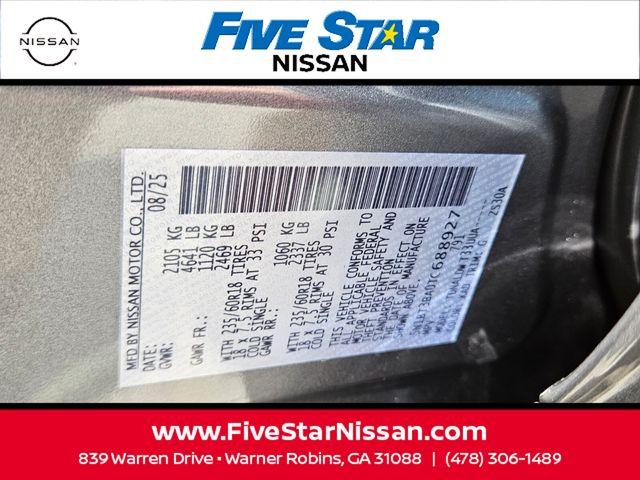 NISSAN
FIVE STAR
NISSAN
MFD BY NISSAN MOTOR CO., LTD.
DATE: 08/25
GVWR: 2105 KG
4641 LB
GAWR FR.: 1120 KG
2469 LB
WITH 235/60R18 TIRES
18 X 7.5 RIMS AT 33 PSI
COLD SINGLE
GAWR RR.: 1060 KG
2337 LB
WITH 235/60R18 TIRES
18 X 7.5 RIMS AT 30 PSI
COLD SINGLE
THIS VEHICLE CONFORMS TO
ALL APPLICABLE FEDERAL
MOTOR VEHICLE SAFETY AND
THEFT PREVENTION
STANDARDS IN EFFECT ON
THE DATE OF MANUFACTURE
SHOWN ABOVE.
MPV
COLOR: TRIM: G 2S30A
www.FiveStarNissan.com
839 Warren Drive • Warner Robins, GA 31088 | (478) 306-1489